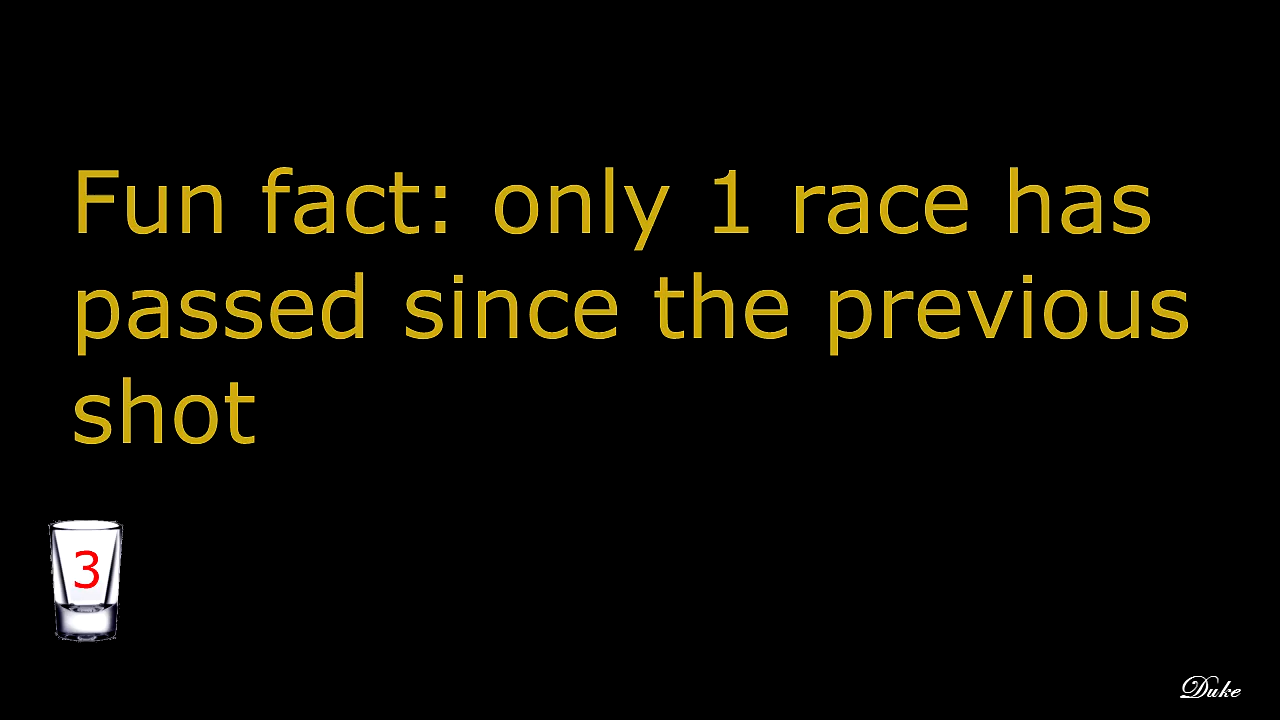 Fun fact: only 1 race has
passed since the previous
shot
3
Duke